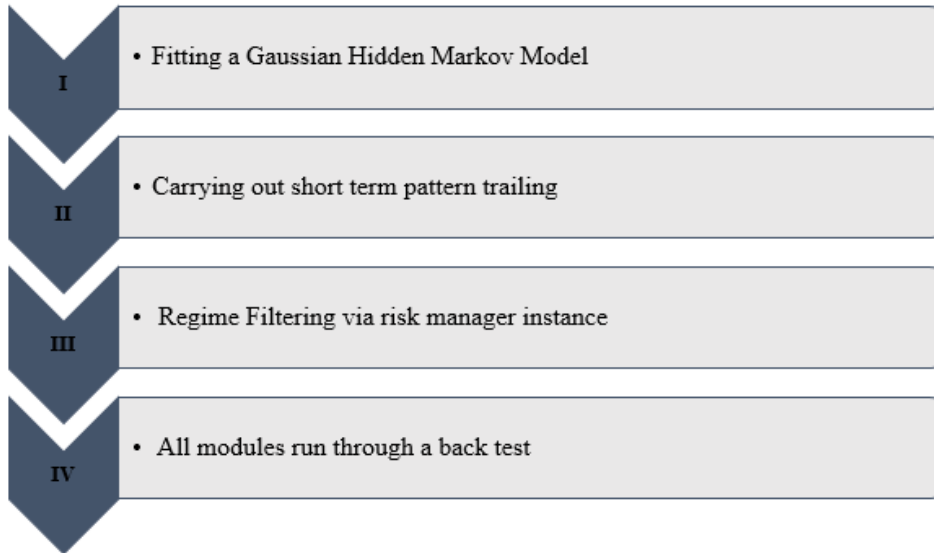 I
• Fitting a Gaussian Hidden Markov Model
II
• Carrying out short term pattern trailing
III
• Regime Filtering via risk manager instance
IV
• All modules run through a back test